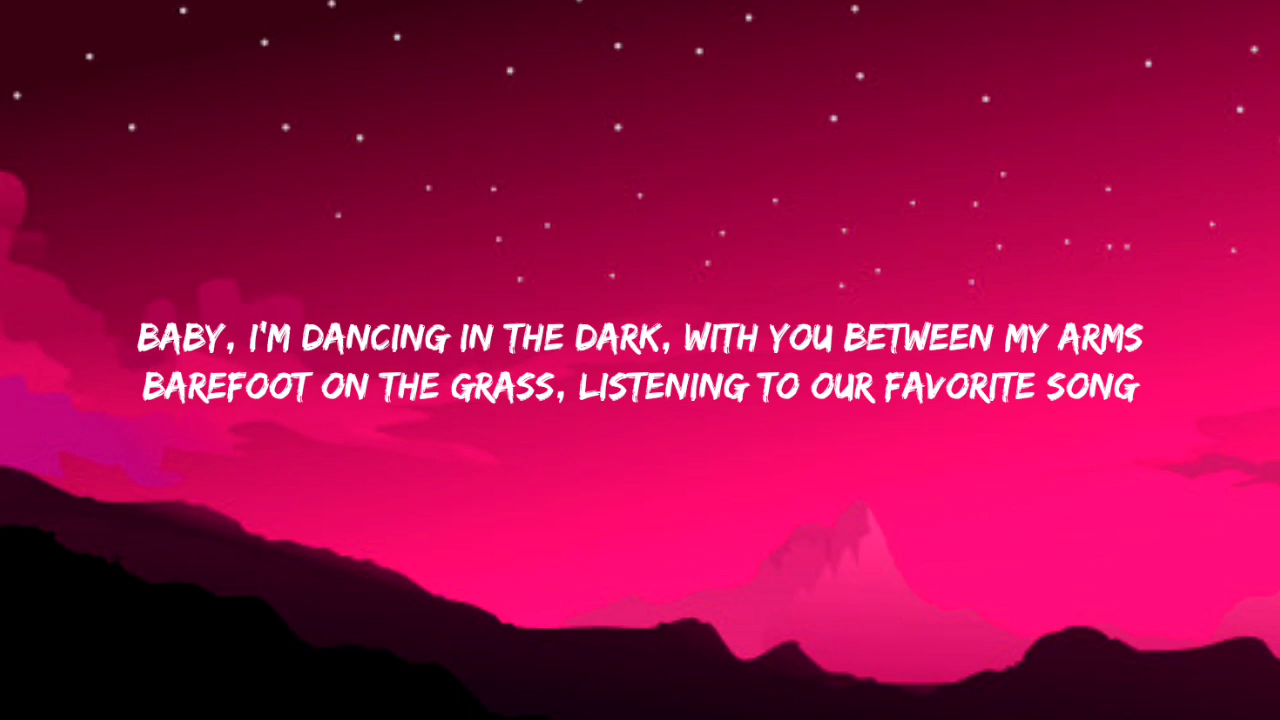 BABY, I'M DANCING IN THE DARK, WITH YOU BETWEEN MY ARMS
BAREFOOT ON THE GRASS, LISTENING TO OUR FAVORITE SONG